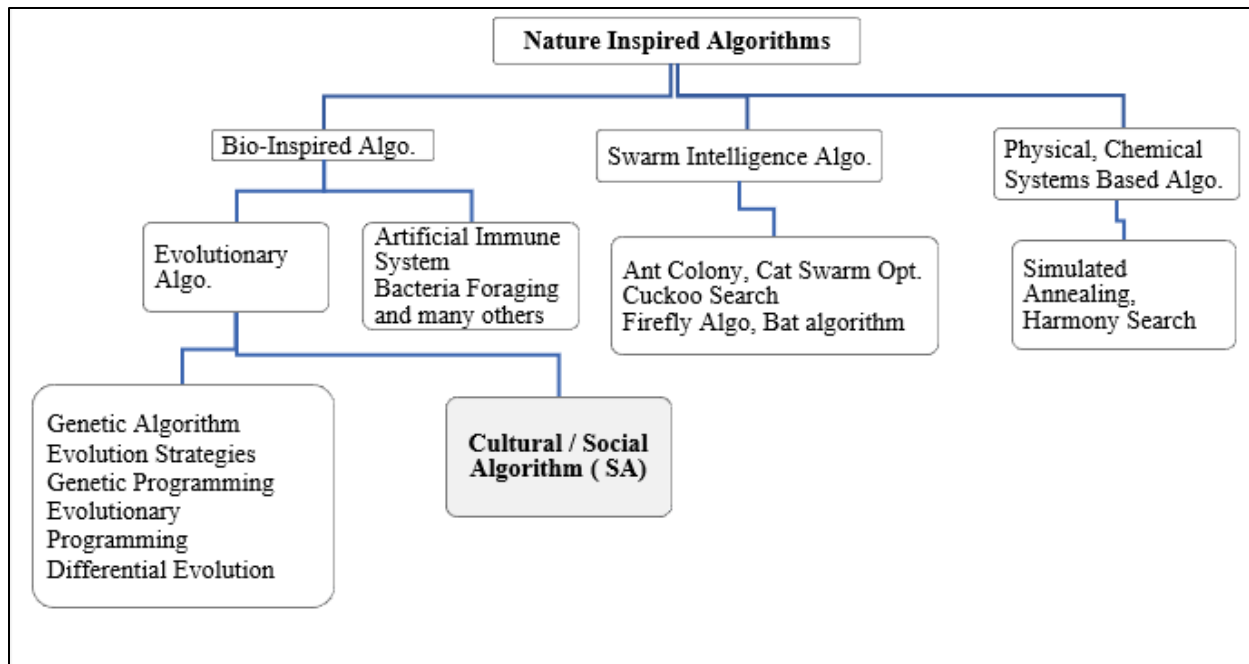 Nature Inspired Algorithms
Bio-Inspired Algo.
Swarm Intelligence Algo.
Physical, Chemical
Systems Based Algo.
Evolutionary
Algo.
Artificial Immune
System
Bacteria Foraging
and many others
Ant Colony, Cat Swarm Opt.
Cuckoo Search
Firefly Algo, Bat algorithm
Simulated
Annealing,
Harmony Search
Genetic Algorithm
Evolution Strategies
Genetic Programming
Evolutionary
Programming
Differential Evolution
Cultural / Social
Algorithm ( SA)